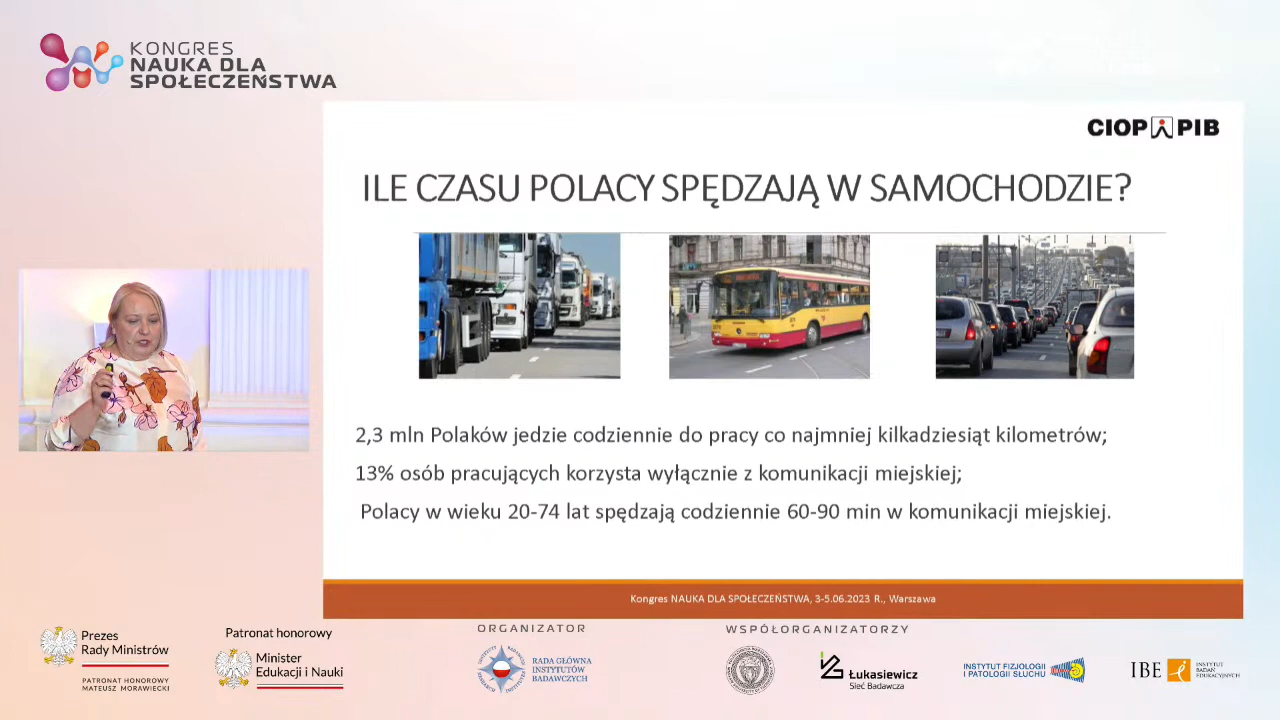 KONGRES
NAUKA DLA
SPOŁECZEŃSTWA
CIOP PIB
ILE CZASU POLACY SPĘDZAJĄ W SAMOCHODZIE?
2,3 mln Polaków jedzie codziennie do pracy co najmniej kilkadziesiąt kilometrów;
13% osób pracujących korzysta wyłącznie z komunikacji miejskiej;
Polacy w wieku 20-74 lat spędzają codziennie 60-90 min w komunikacji miejskiej.
Kongres NAUKA DLA SPOŁECZEŃSTWA, 3-5.06.2023 R., Warszawa
Prezes
Rady Ministrów
PATRONAT HONOROWY
MATEUSZ MORAWIECKI
Patronat honorowy
Minister
Edukacji i Nauki
ORGANIZATOR
RADA GŁÓWNA
INSTYTUTÓW
BADAWCZYCH
WSPÓŁORGANIZATORZY
Łukasiewicz
Sieć Badawcza
INSTYTUT FIZJOLOGII
I PATOLOGII SŁUCHU
IBE
INSTYTUT
BADAŃ
EDUKACYJNYCH